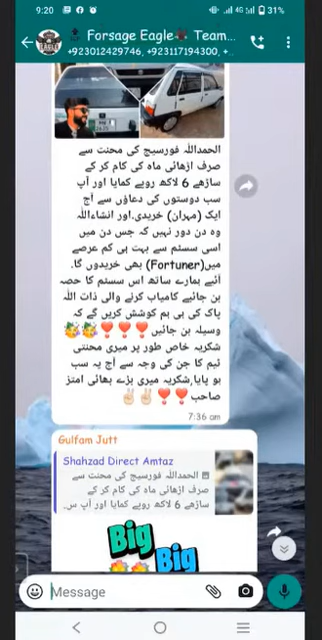 9:20
4G 31%
Forsage Eagle Team...
+923012429746, +923117194300, +..
الحمدللہ فورسیج کی محنت سے
صرف اڑھائی ماہ کی کام کر کے
ساڑھے 6 لاکھ روپے کمایا اور آپ
سب دوستوں کی دعاؤں سے آج
ایک (مہران) خریدی.اور انشاءاللہ
وہ دن دور نہیں کہ جس دن میں
اسی سسٹم سے بہت ہی کم عرصے
میں(Fortuner) بھی خریدوں گا.
آئیے ہمارے ساتھ اس سسٹم کا حصہ
بن جائیے کامیاب کرنے والی ذات اللہ
پاک کی ہی ہم کوشش کریں گے کہ
وسیلہ بن جائیں❣️❣️❣️💐💐
شکریہ خاص طور پر میری محنتی
ٹیم کا جن کی وجہ سے آج یہ سب
ہو پایا,شکریہ میری بڑے بھائی امتز
صاحب❣️❣️✌🏻✌🏻
7:36 am
Gulfam Jutt
Shahzad Direct Amtaz
الحمدللہ فورسیج کی محنت سے
صرف اڑھائی ماہ کی کام کر کے
ساڑھے 6 لاکھ روپے کمایا اور آپ س..
Big
Big
Message